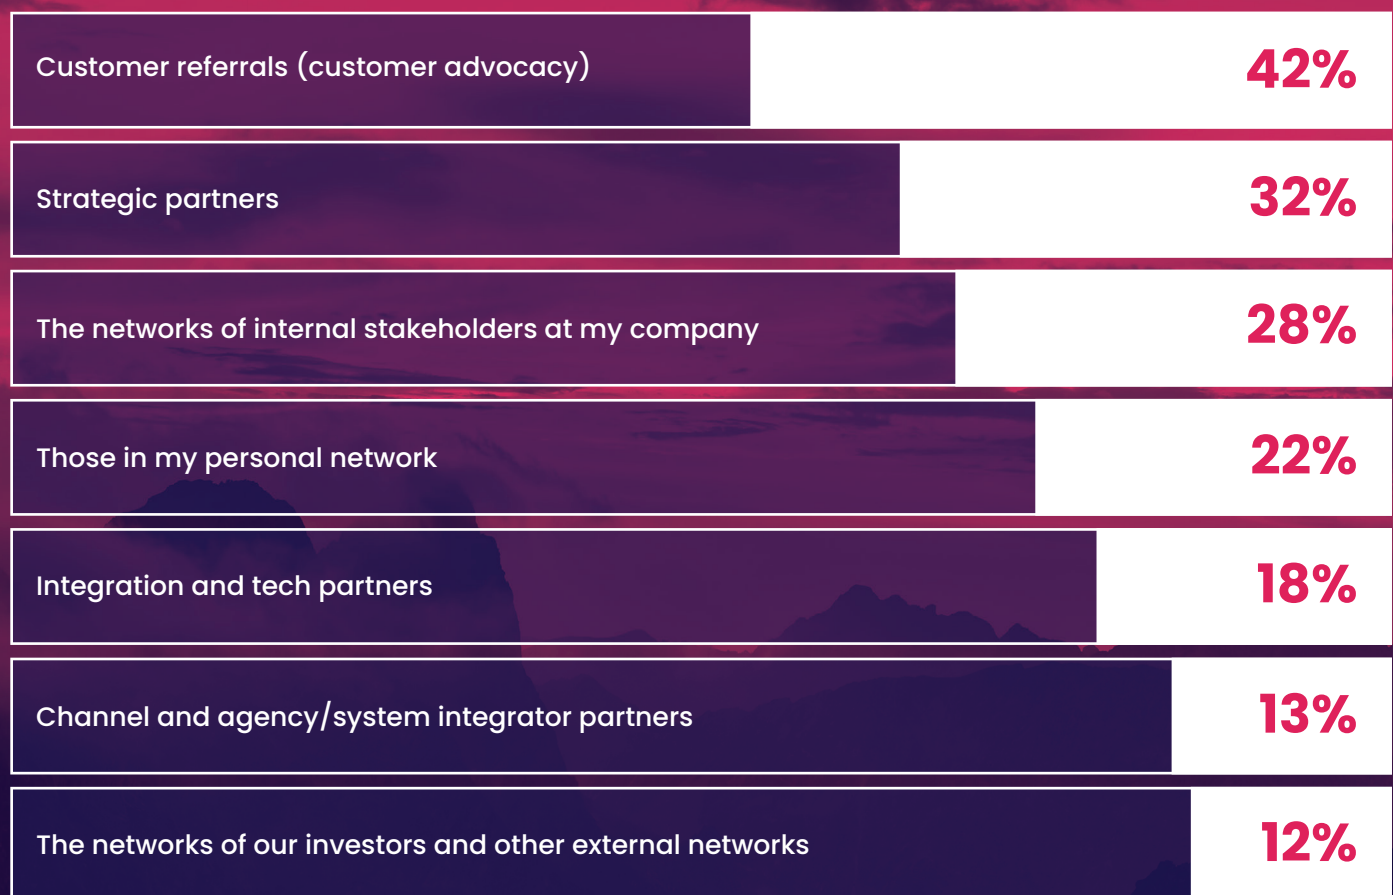 Customer referrals (customer advocacy) 42%
Strategic partners 32%
The networks of internal stakeholders at my company 28%
Those in my personal network 22%
Integration and tech partners 18%
Channel and agency/system integrator partners 13%
The networks of our investors and other external networks 12%